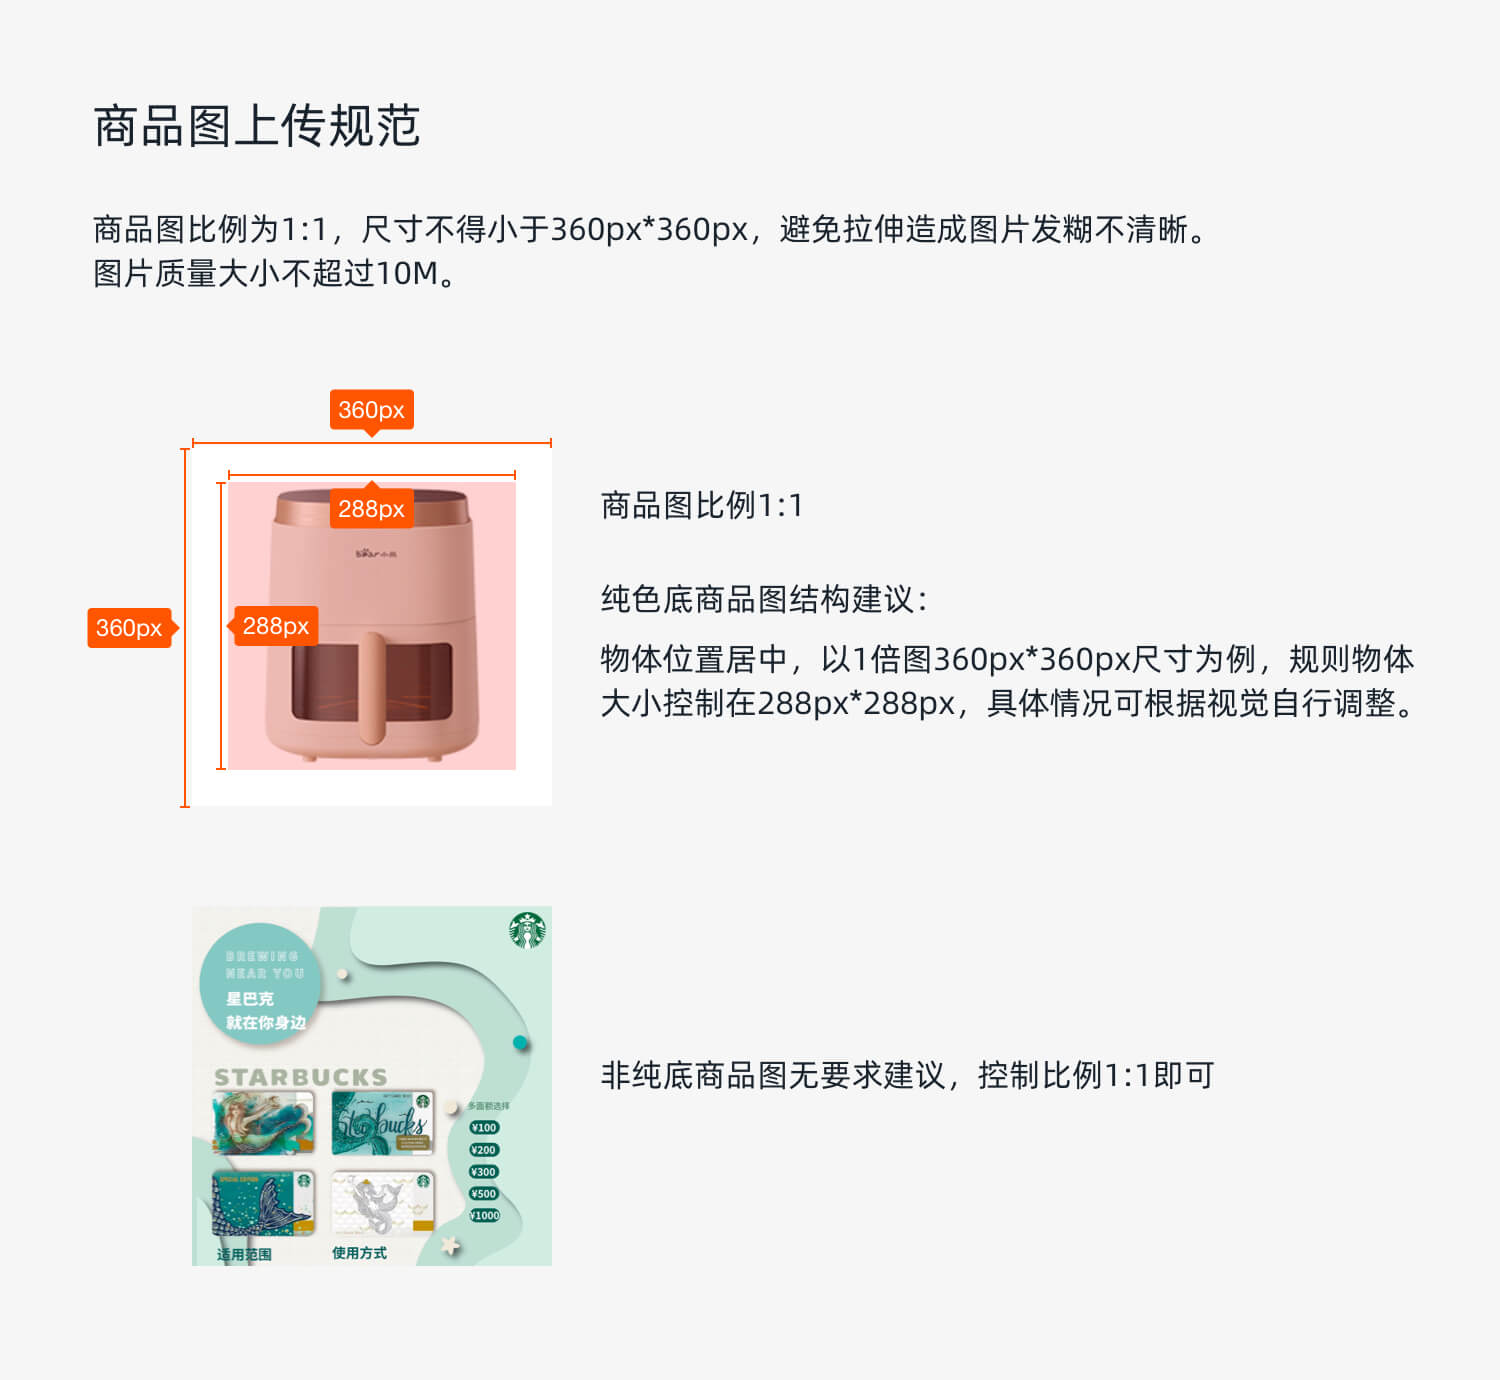 商品图上传规范
商品图比例为1:1，尺寸不得小于360px*360px，避免拉伸造成图片发糊不清晰。
图片质量大小不超过10M。
360px
288px
bear小熊
360px
288px
商品图比例1:1
纯色底商品图结构建议：
物体位置居中，以1倍图360px*360px尺寸为例，规则物体
大小控制在288px*288px，具体情况可根据视觉自行调整。
BREWING
NEAR YOU
星巴克
就在你身边
STARBUCKS
Starbucks
多面额选择
¥100
¥200
¥300
¥500
¥1000
SPECIAL EDITION
适用范围
使用方式
非纯底商品图无要求建议，控制比例1:1即可